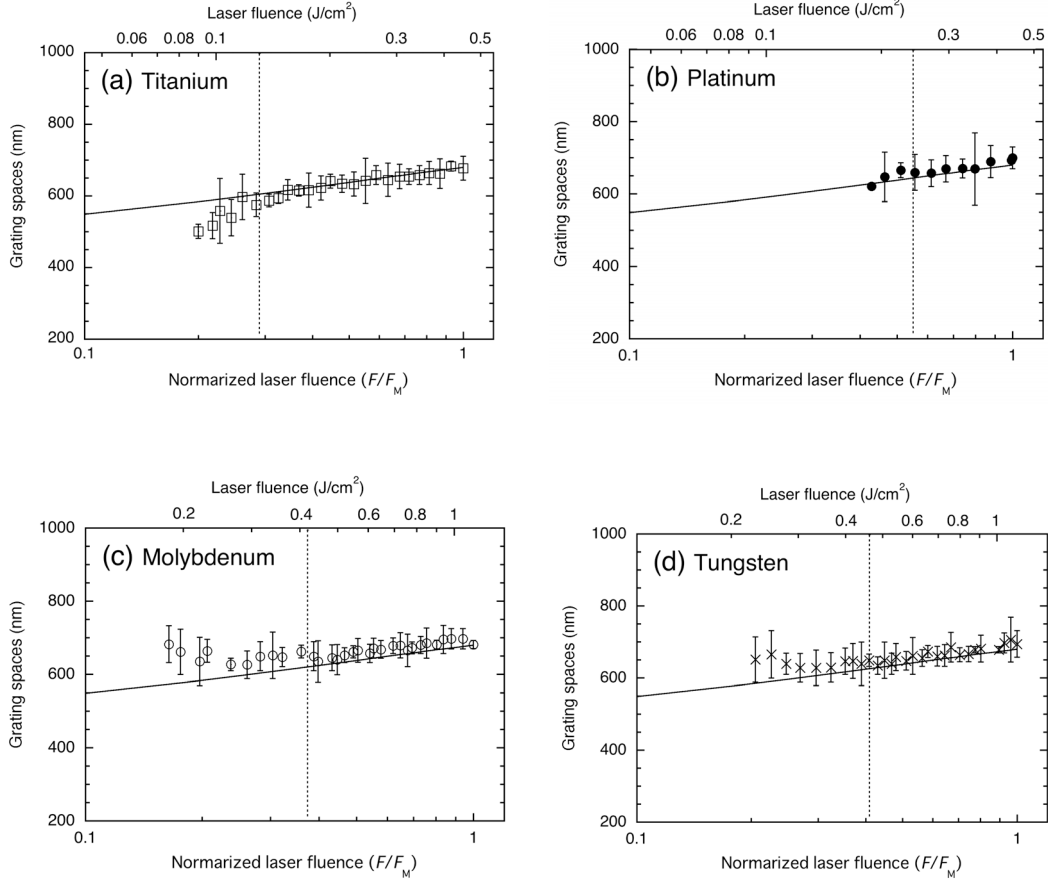 Laser fluence (J/cm2)
0.06 0.08 0.1 0.3 0.5
1000
(a) Titanium
800
600
400
200
0.1 1
Grating spaces (nm)
Normarized laser fluence (F/FM)
Laser fluence (J/cm2)
0.06 0.08 0.1 0.3 0.5
1000
(b) Platinum
800
600
400
200
0.1 1
Grating spaces (nm)
Normarized laser fluence (F/FM)
Laser fluence (J/cm2)
0.2 0.4 0.6 0.8 1
1000
(c) Molybdenum
800
600
400
200
0.1 1
Grating spaces (nm)
Normarized laser fluence (F/FM)
Laser fluence (J/cm2)
0.2 0.4 0.6 0.8 1
1000
(d) Tungsten
800
600
400
200
0.1 1
Grating spaces (nm)
Normarized laser fluence (F/FM)